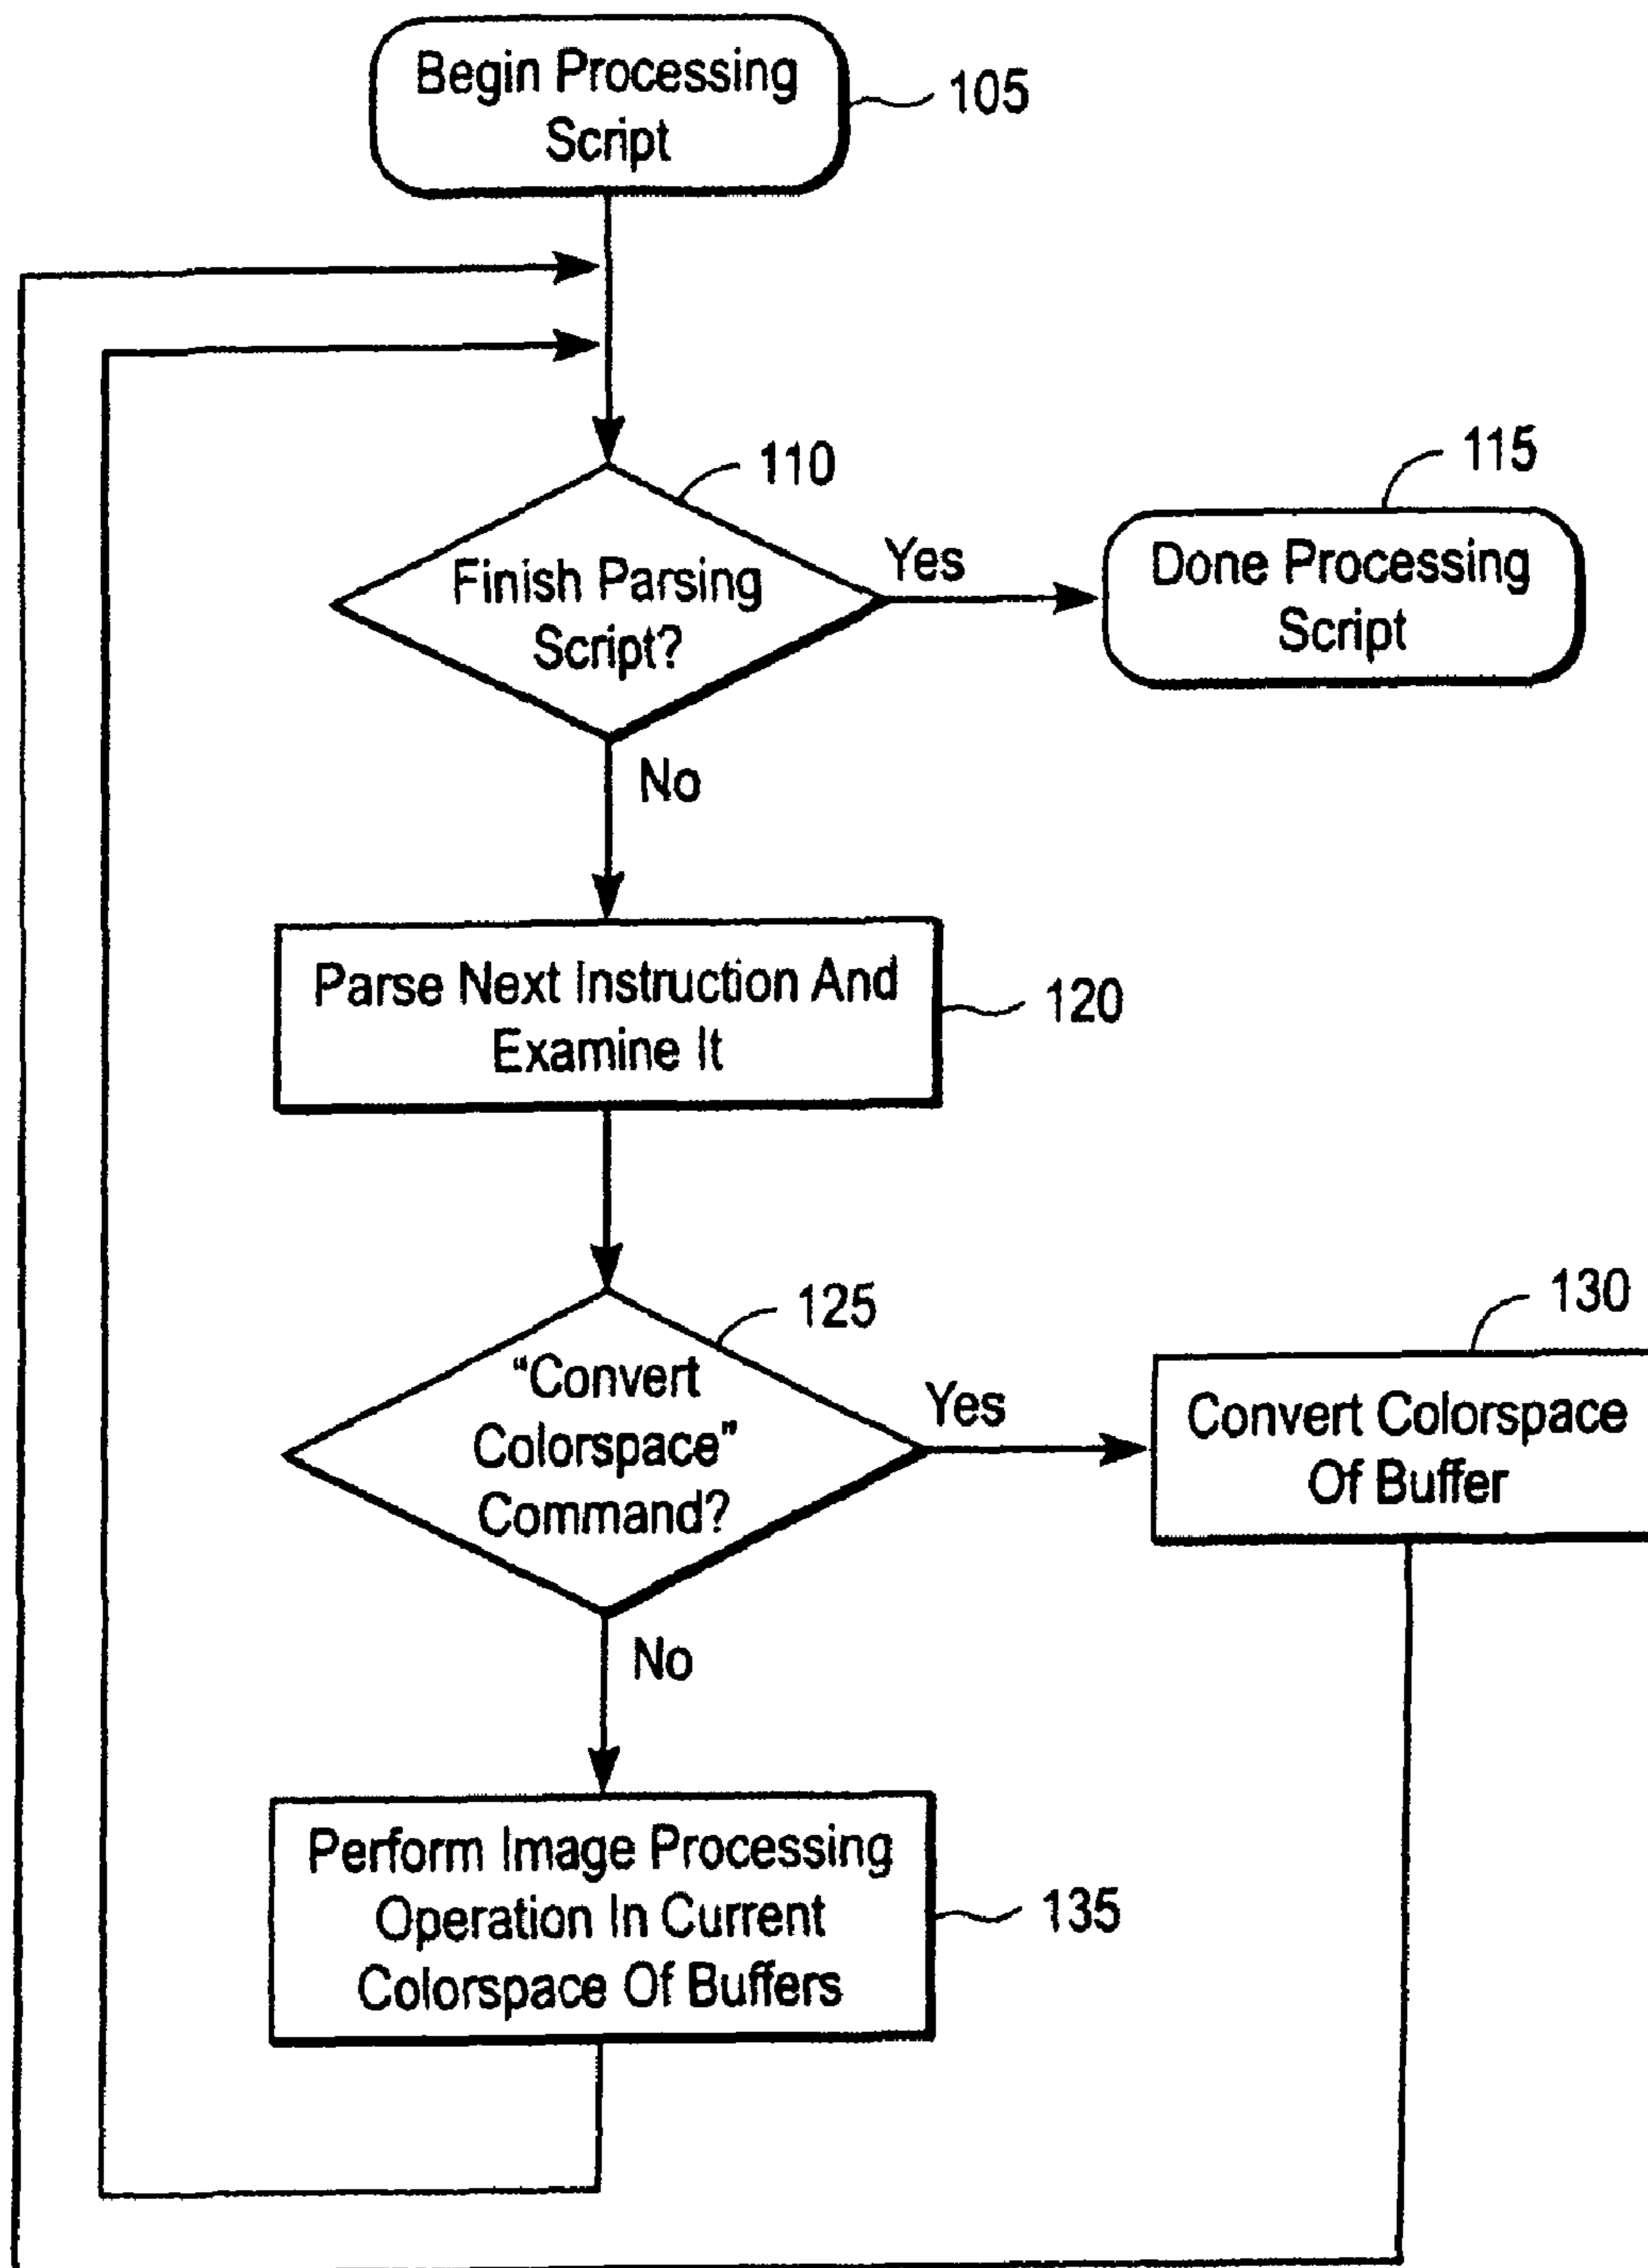 Begin Processing
Script
105
110
115
Finish Parsing
Script?
Yes
Done Processing
Script
No
Parse Next Instruction And
Examine It
120
125
130
“Convert
Colorspace”
Command?
Yes
Convert Colorspace
Of Buffer
No
Perform Image Processing
Operation In Current
Colorspace Of Buffers
135